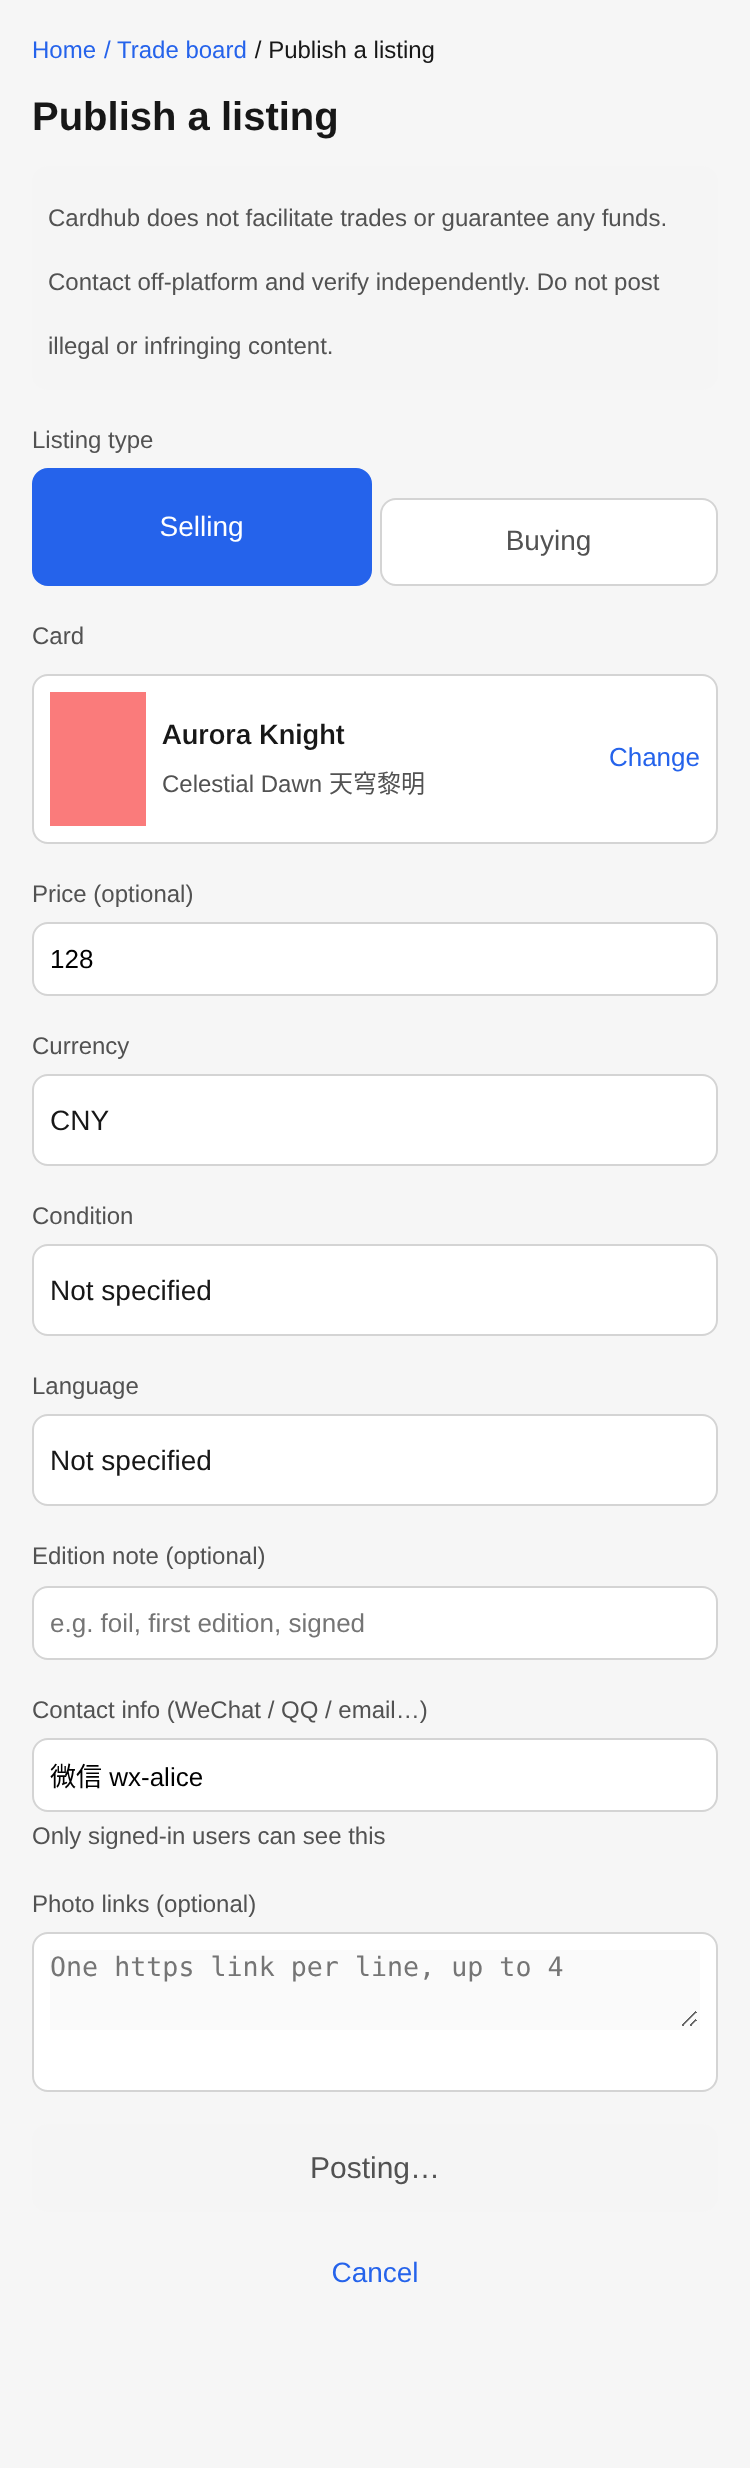 Home / Trade board / Publish a listing
Publish a listing
Cardhub does not facilitate trades or guarantee any funds.
Contact off-platform and verify independently. Do not post
illegal or infringing content.
Listing type
Selling
Buying
Card
Aurora Knight
Celestial Dawn 天穹黎明
Change
Price (optional)
128
Currency
CNY
Condition
Not specified
Language
Not specified
Edition note (optional)
e.g. foil, first edition, signed
Contact info (WeChat / QQ / email…)
微信 wx-alice
Only signed-in users can see this
Photo links (optional)
One https link per line, up to 4
Posting…
Cancel